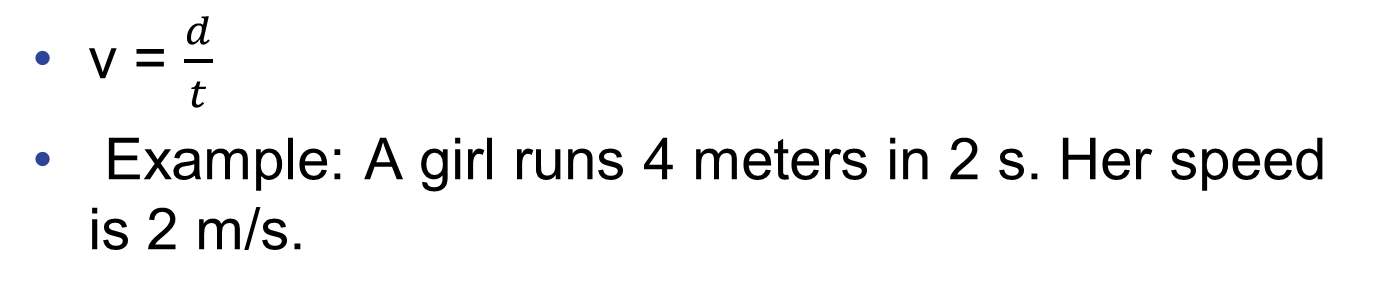 • v = d/t
• Example: A girl runs 4 meters in 2 s. Her speed
is 2 m/s.